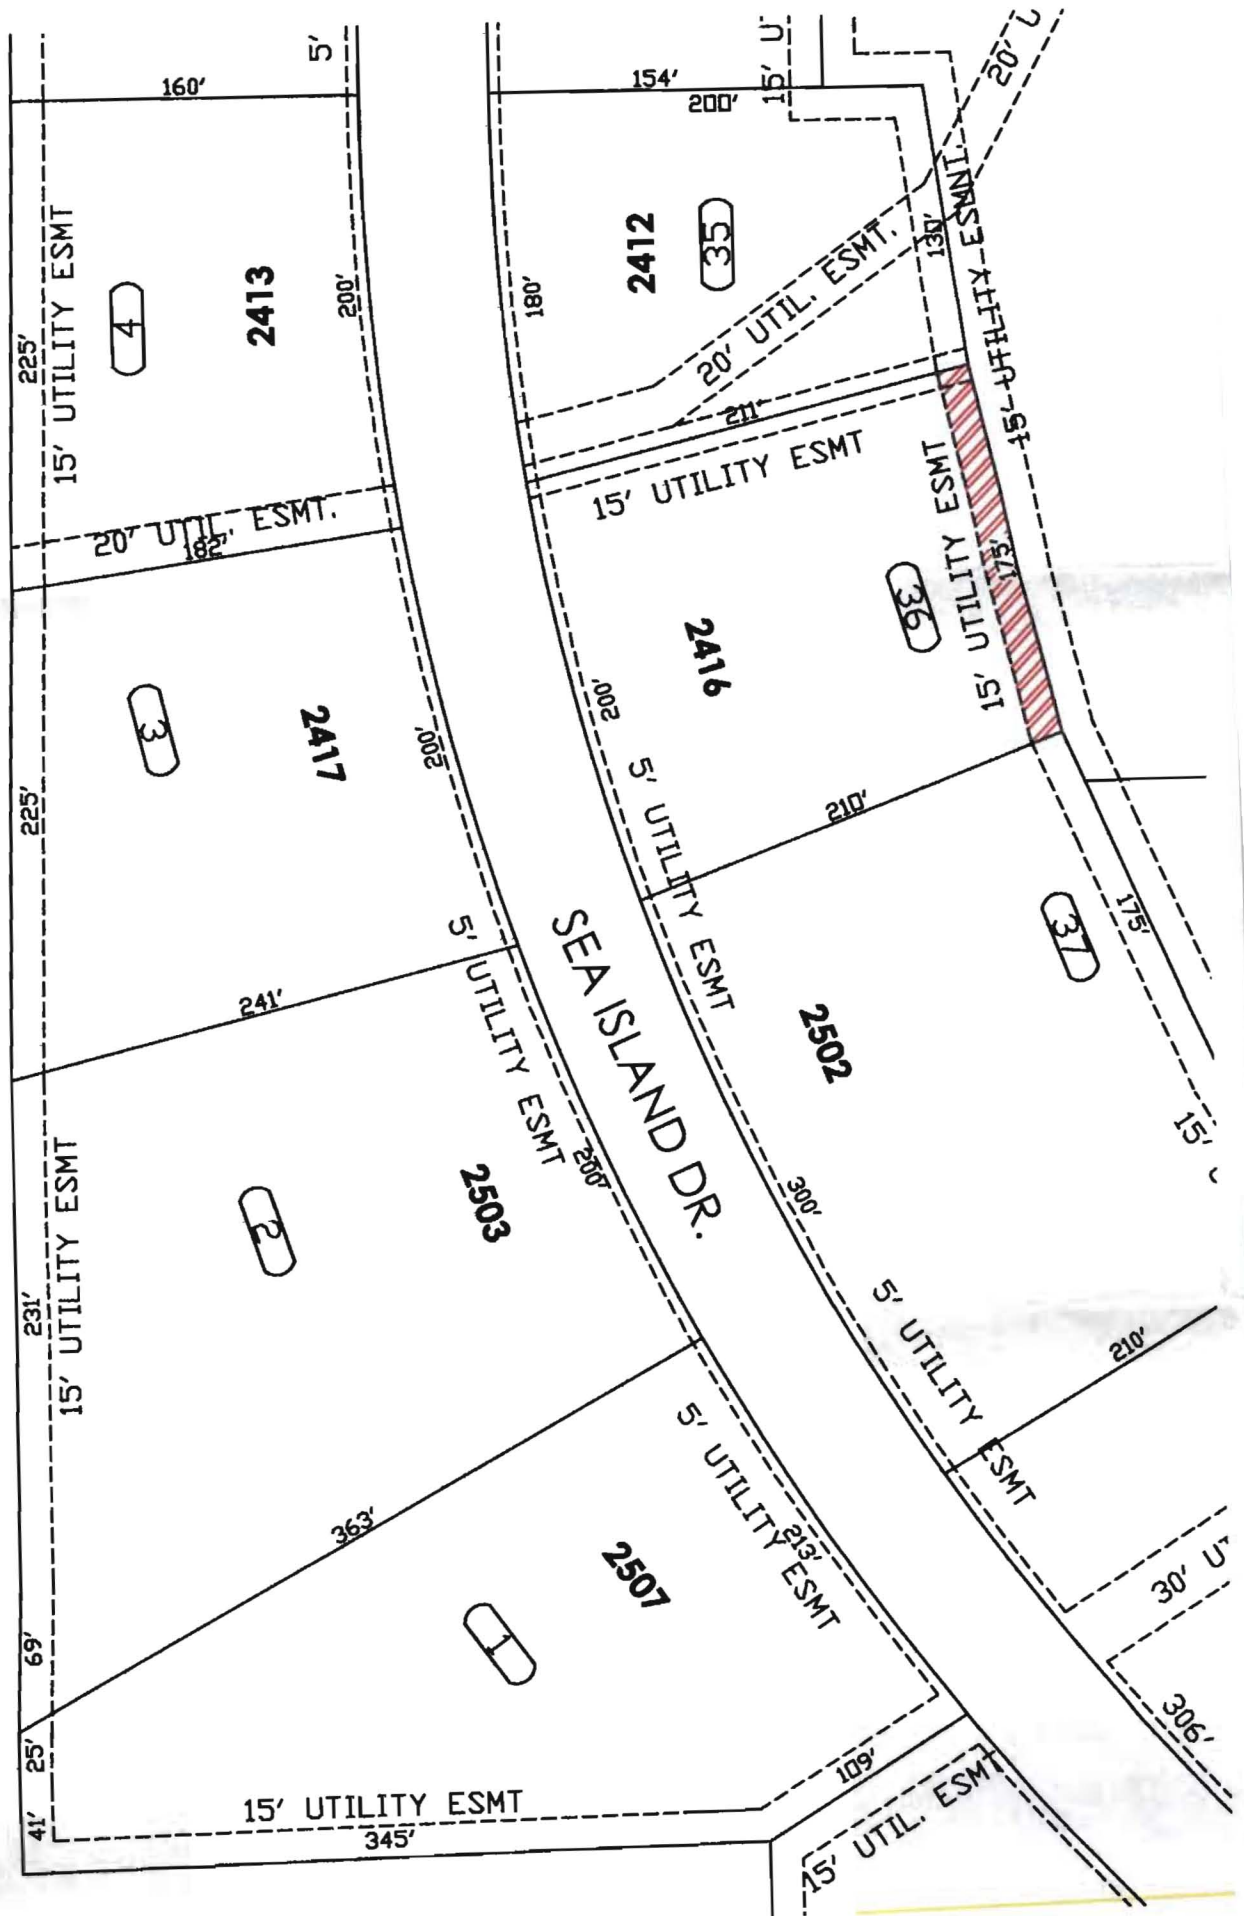 5'
15' U
20' U
160'
154'
200'
15' UTILITY ESMT
225'
4
2413
200'
180'
2412
35
20' UTIL. ESMT.
130'
15' UTILITY ESMNT.
211'
15' UTILITY ESMT
20' UTIL. ESMT.
182'
36
15' UTILITY ESMT
175'
2416
3
2417
200'
200'
225'
5' UTILITY ESMT
210'
37
175'
5' UTILITY ESMT
SEA ISLAND DR.
241'
2502
15'
15' UTILITY ESMT
2
2503
200'
300'
231'
5' UTILITY ESMT
210'
5' UTILITY ESMT
213'
363'
2507
1
30' UT
306'
69'
25'
41'
15' UTILITY ESMT
345'
109'
15' UTIL. ESMT